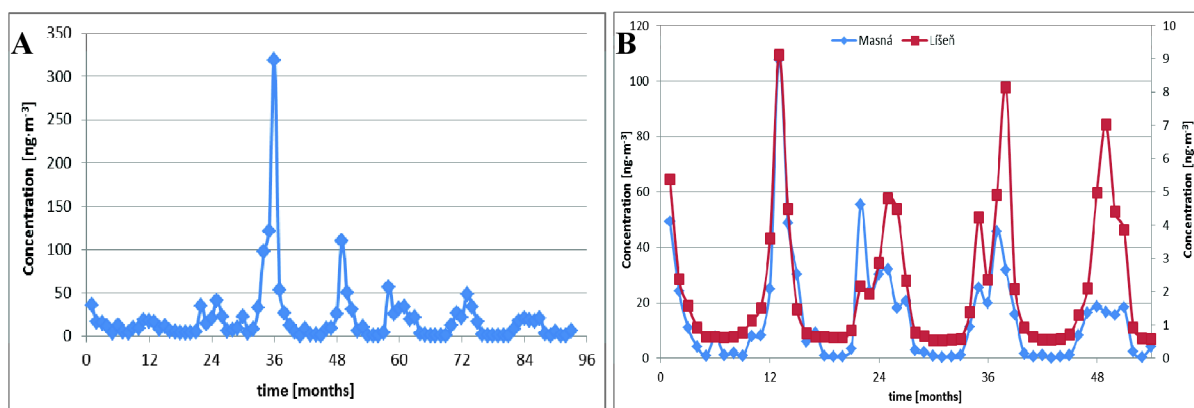 A
Concentration [ng·m-3]
350
300
250
200
150
100
50
0
0 12 24 36 48 60 72 84 96
time [months]
B
Masná Líšeň
Concentration [ng·m-3]
120
100
80
60
40
20
0
10
9
8
7
6
5
4
3
2
1
0
Concentration [ng·m-3]
0 12 24 36 48
time [months]